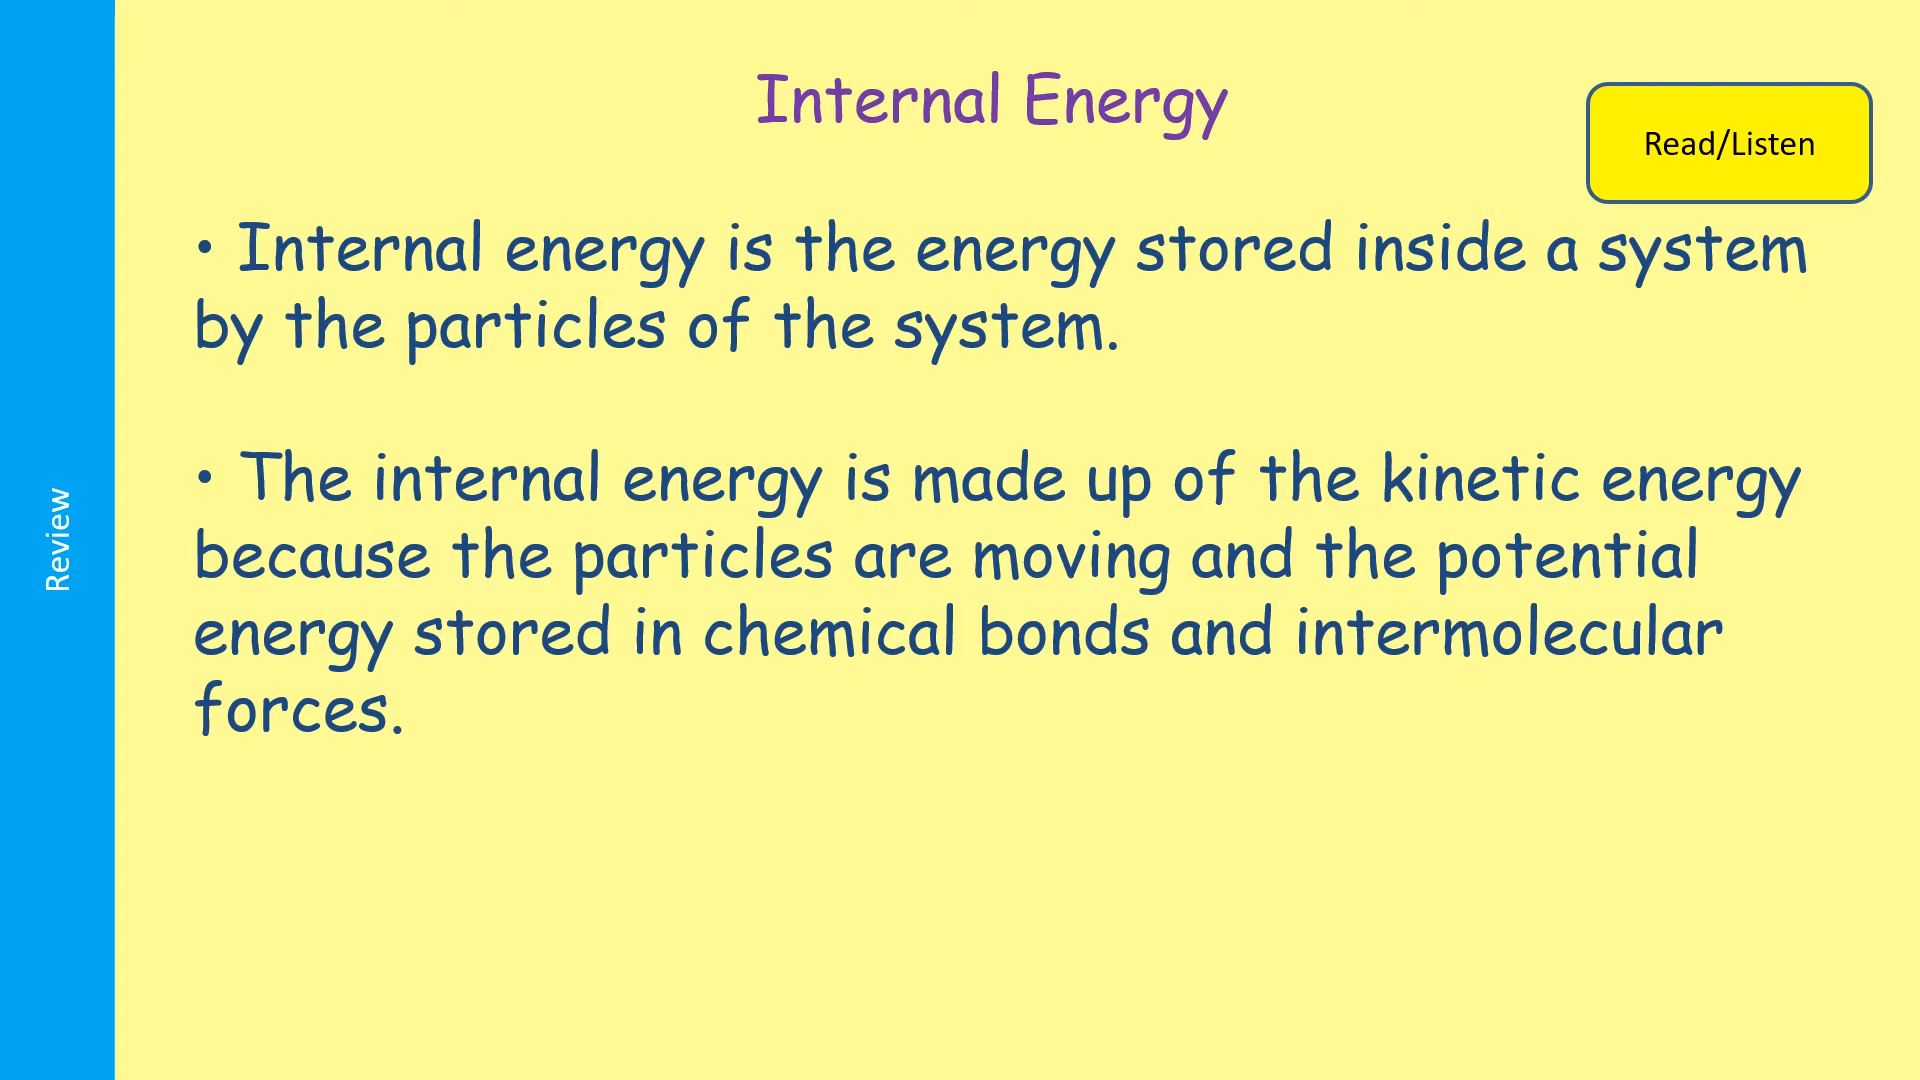 Internal Energy
Read/Listen
• Internal energy is the energy stored inside a system
by the particles of the system.
• The internal energy is made up of the kinetic energy
because the particles are moving and the potential
energy stored in chemical bonds and intermolecular
forces.
Review